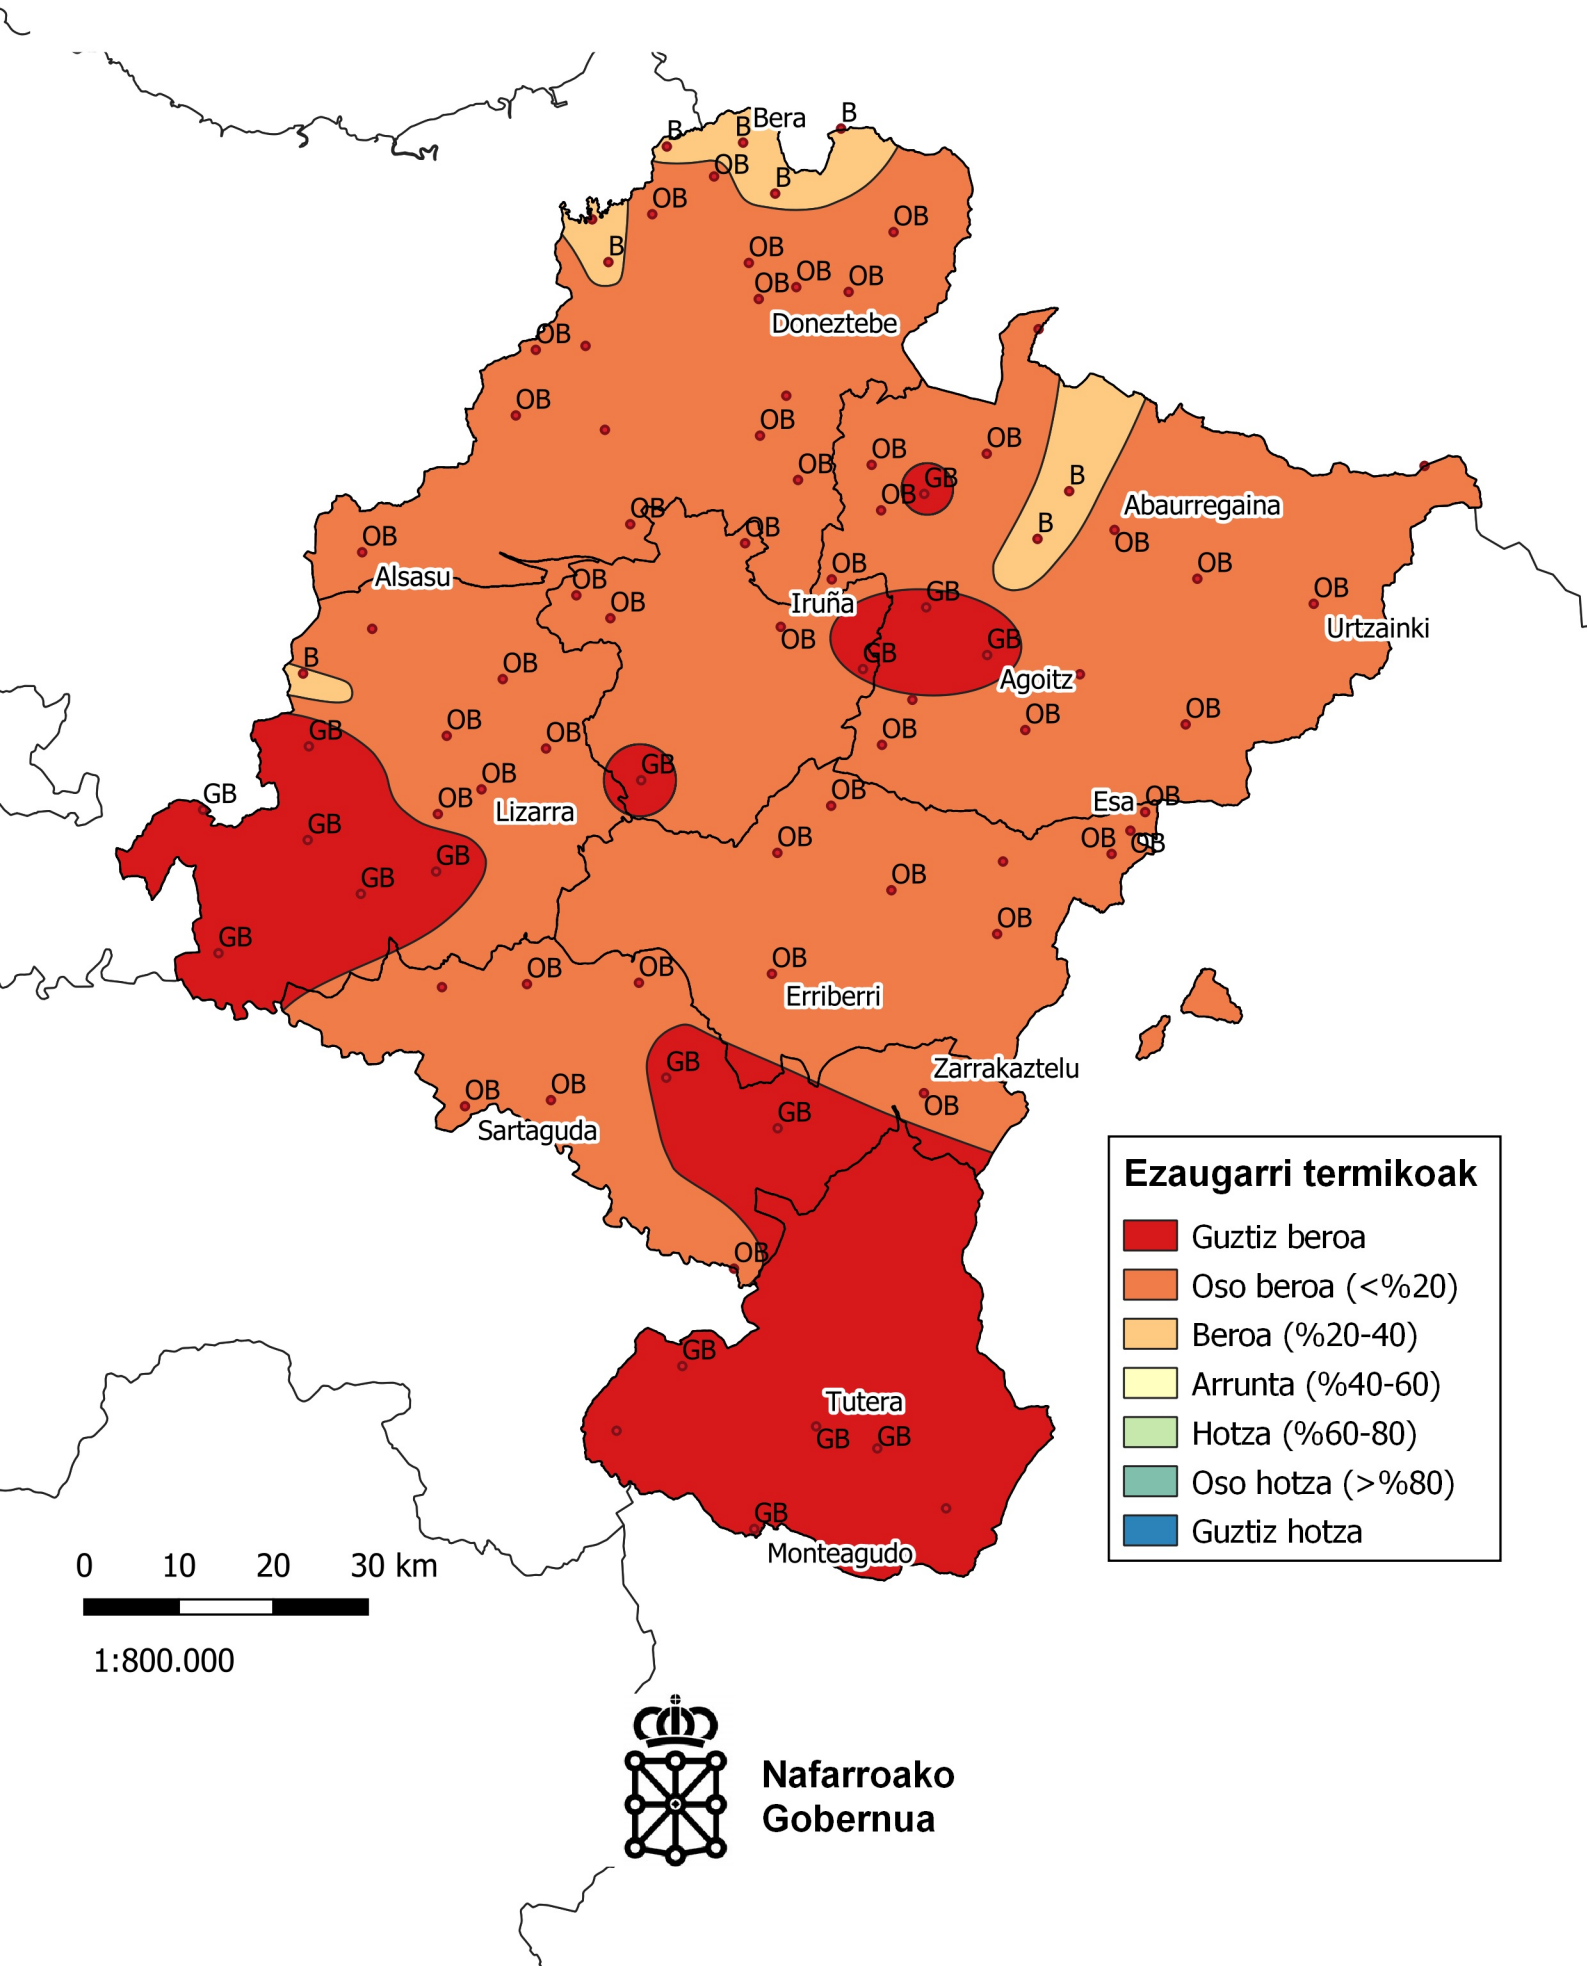 B
B
Bera
B
OB
B
OB
OB
B
OB
OB
OB
OB
Doneztebe
OB
OB
OB
OB
OB
OB
B
GB
OB
Abaurregaina
OB
OB
B
OB
OB
OB
OB
Alsasu
OB
OB
GB
OB
OB
Iruña
OB
Urtzainki
GB
GB
B
OB
Agoitz
OB
OB
OB
GB
OB
OB
GB
OB
GB
OB
OB
OB
Esa
OB
Lizarra
GB
OB
OB
OB
GB
GB
OB
OB
GB
OB
OB
OB
Erriberri
GB
Zarrakaztelu
OB
OB
OB
GB
Sartaguda
OB
GB
Tutera
GB
GB
GB
Monteagudo
Ezaugarri termikoak
Guztiz beroa
Oso beroa (<%20)
Beroa (%20-40)
Arrunta (%40-60)
Hotza (%60-80)
Oso hotza (>%80)
Guztiz hotza
0 10 20 30 km
1:800.000
Nafarroako
Gobernua